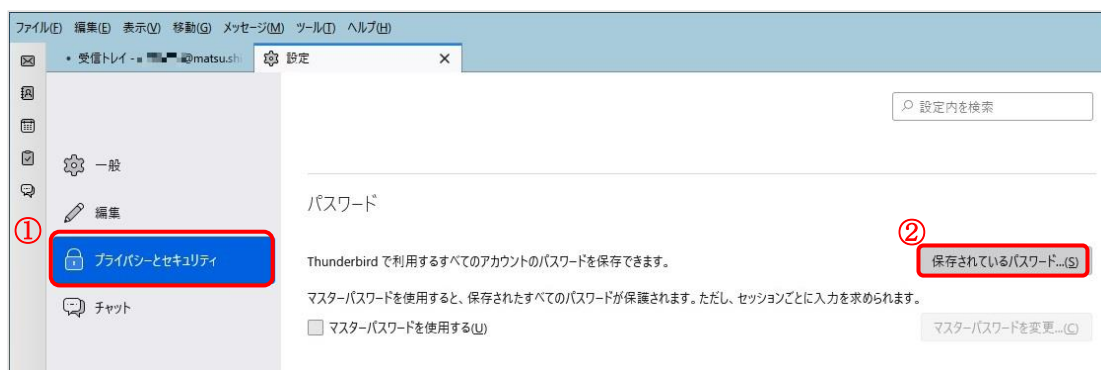 ファイル(F) 編集(E) 表示(V) 移動(G) メッセージ(M) ツール(T) ヘルプ(H)
・ 受信トレイ - @matsu.shi 設定 ×
設定内を検索
一般
編集
パスワード
①
②
プライバシーとセキュリティ
Thunderbird で利用するすべてのアカウントのパスワードを保存できます。 保存されているパスワード...(S)
マスターパスワードを使用すると、保存されたすべてのパスワードが保護されます。ただし、セッションごとに入力を求められます。
チャット
マスターパスワードを使用する(U) マスターパスワードを変更...(C)